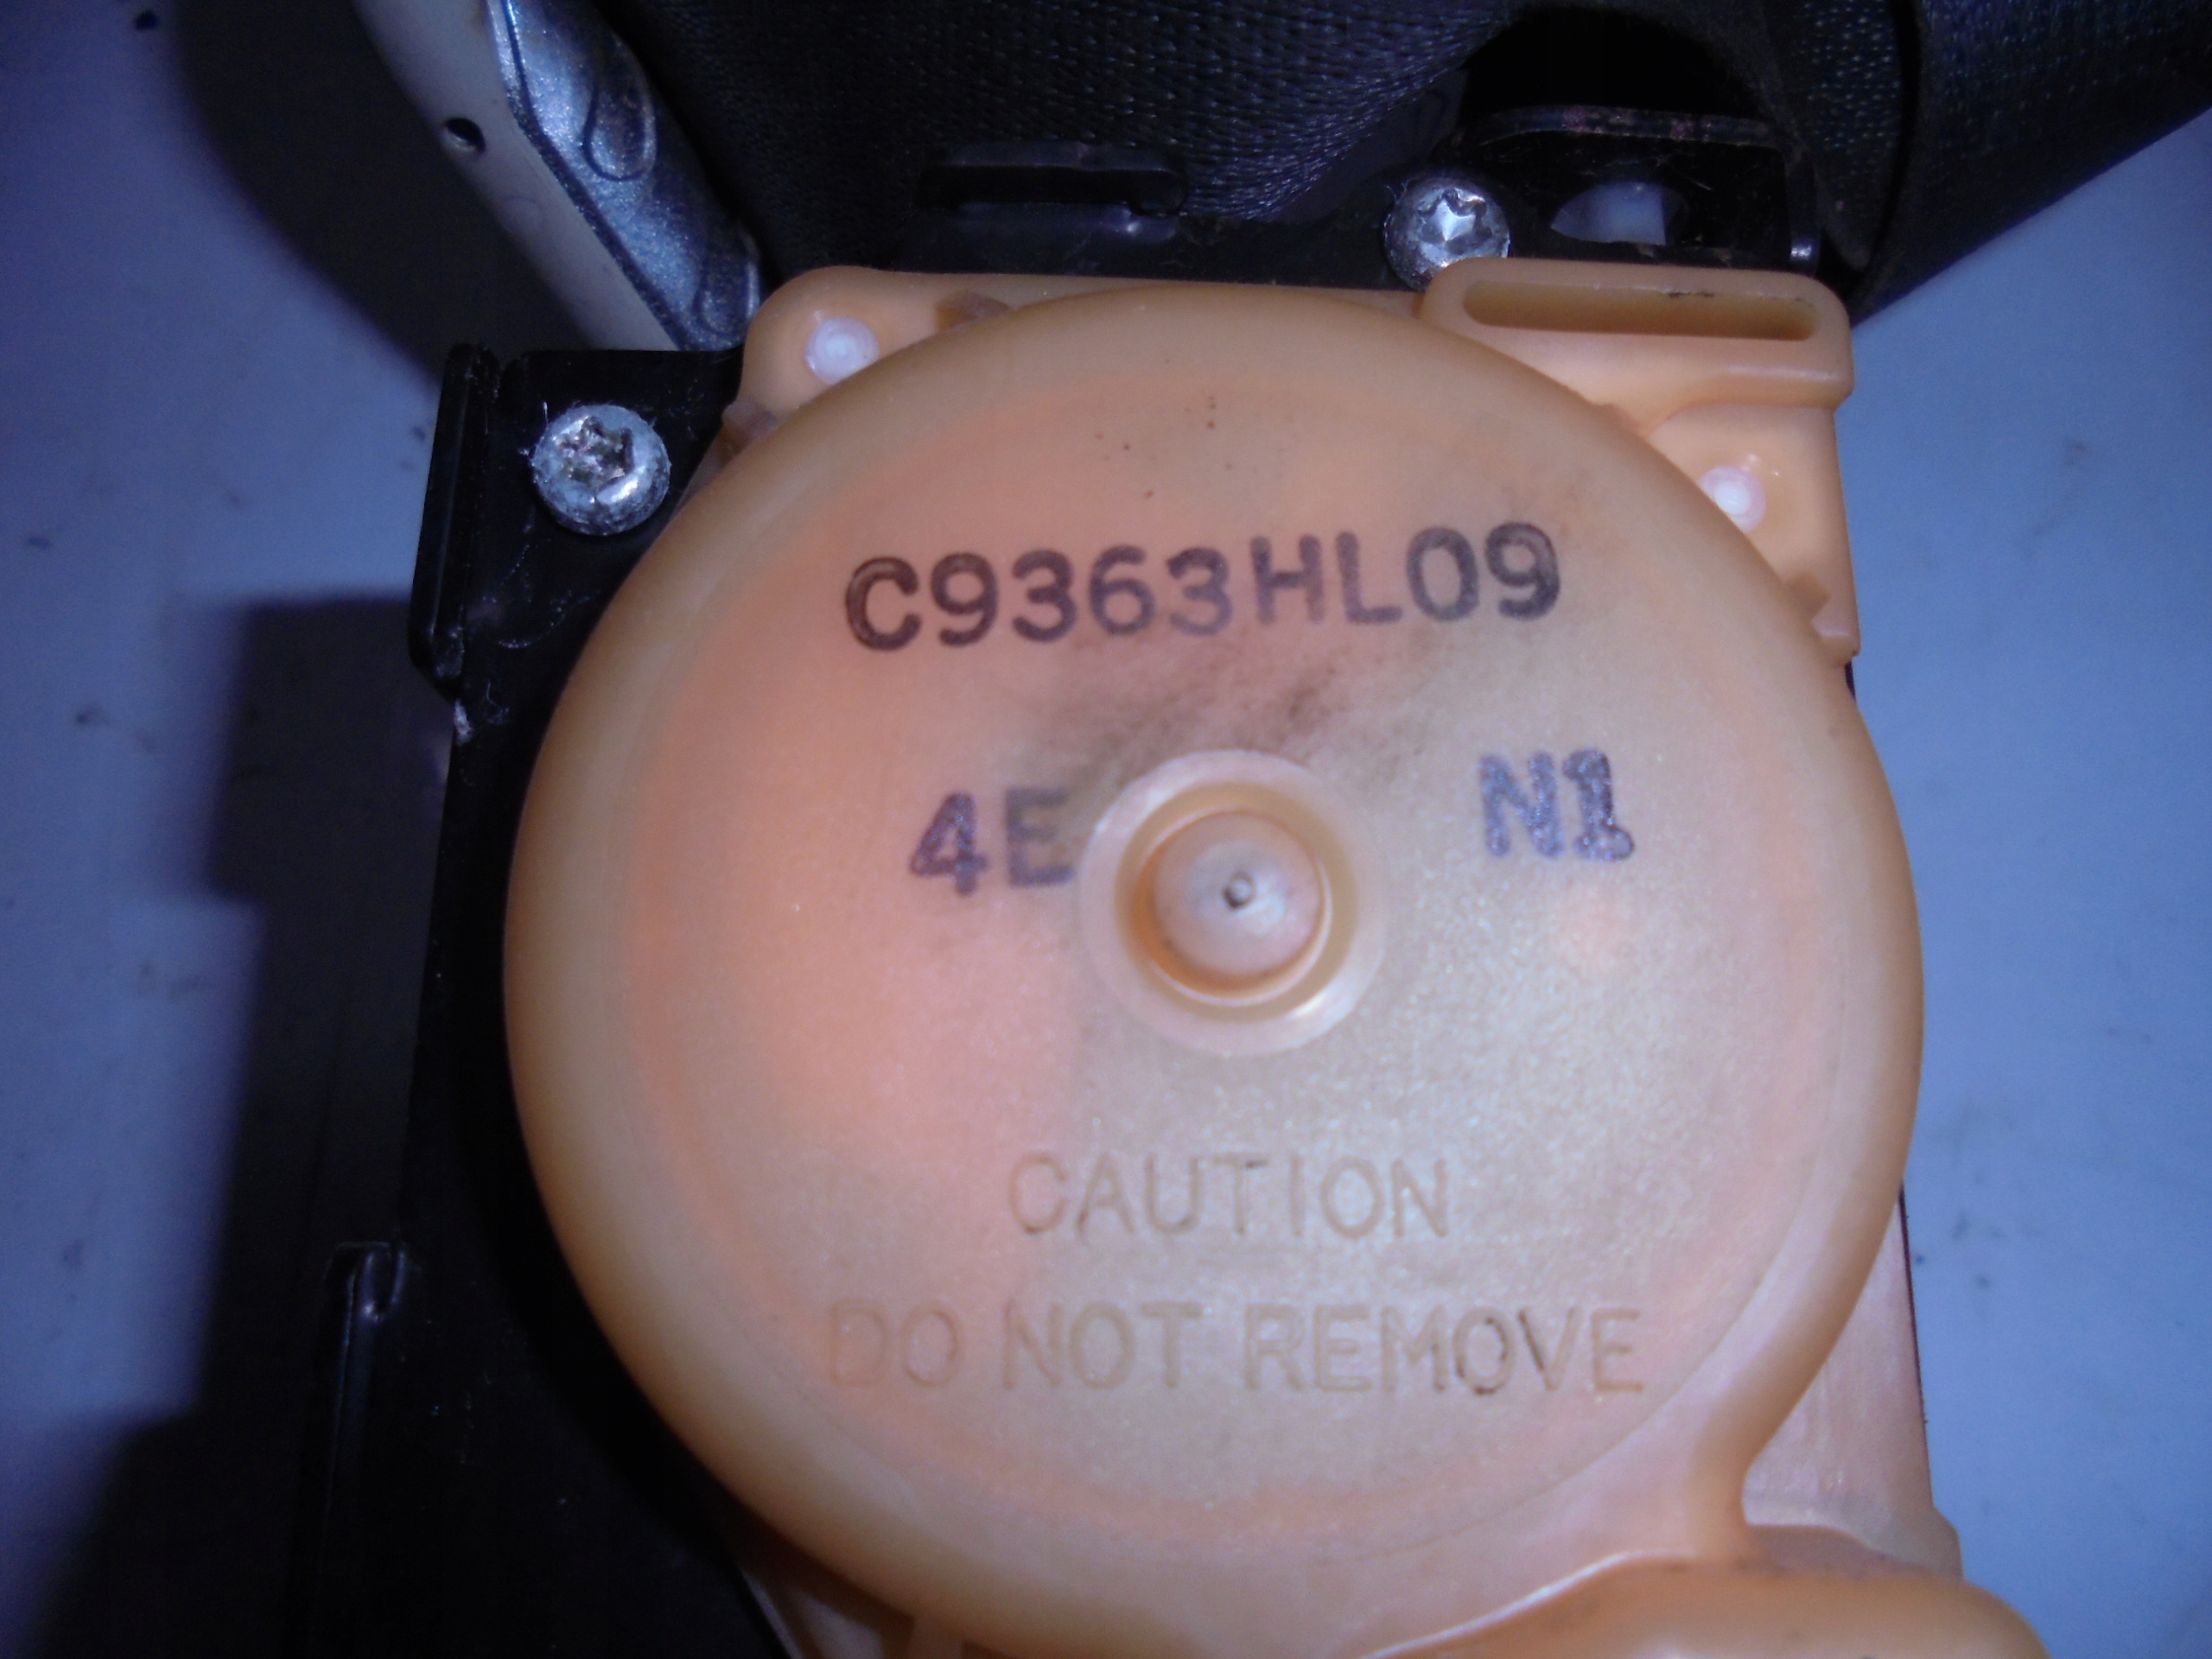 C9363HL09
4E N1
CAUTION
DO NOT REMOVE